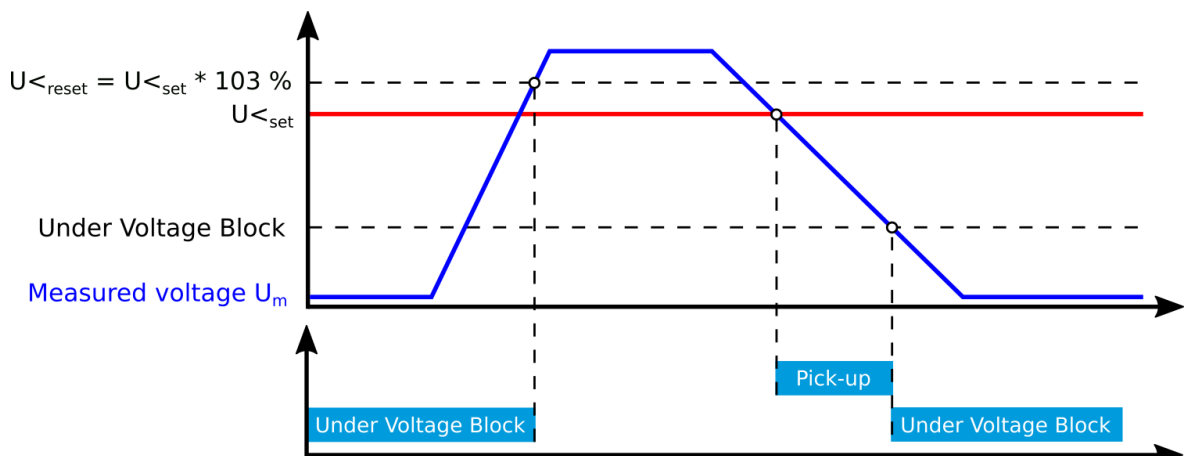 U<reset = U<set * 103 %
U<set
Under Voltage Block
Measured voltage Um
Pick-up
Under Voltage Block
Under Voltage Block